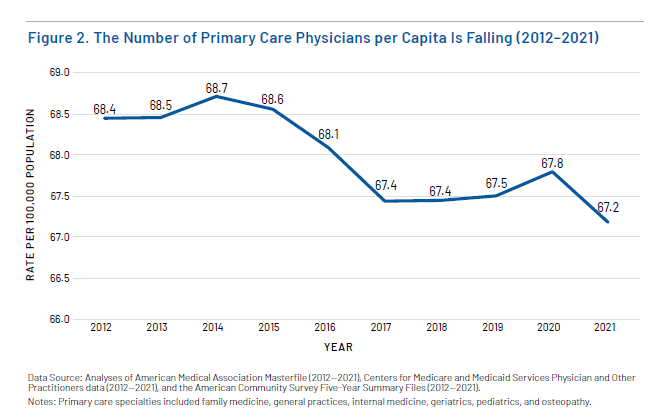 Figure 2. The Number of Primary Care Physicians per Capita Is Falling (2012–2021)
RATE PER 100,000 POPULATION
69.0
68.5
68.0
67.5
67.0
66.5
66.0
68.4
68.5
68.7
68.6
68.1
67.4
67.4
67.5
67.8
67.2
2012 2013 2014 2015 2016 2017 2018 2019 2020 2021
YEAR
Data Source: Analyses of American Medical Association Masterfile (2012–2021), Centers for Medicare and Medicaid Services Physician and Other
Practitioners data (2012–2021), and the American Community Survey Five-Year Summary Files (2012–2021).
Notes: Primary care specialties included family medicine, general practices, internal medicine, geriatrics, pediatrics, and osteopathy.